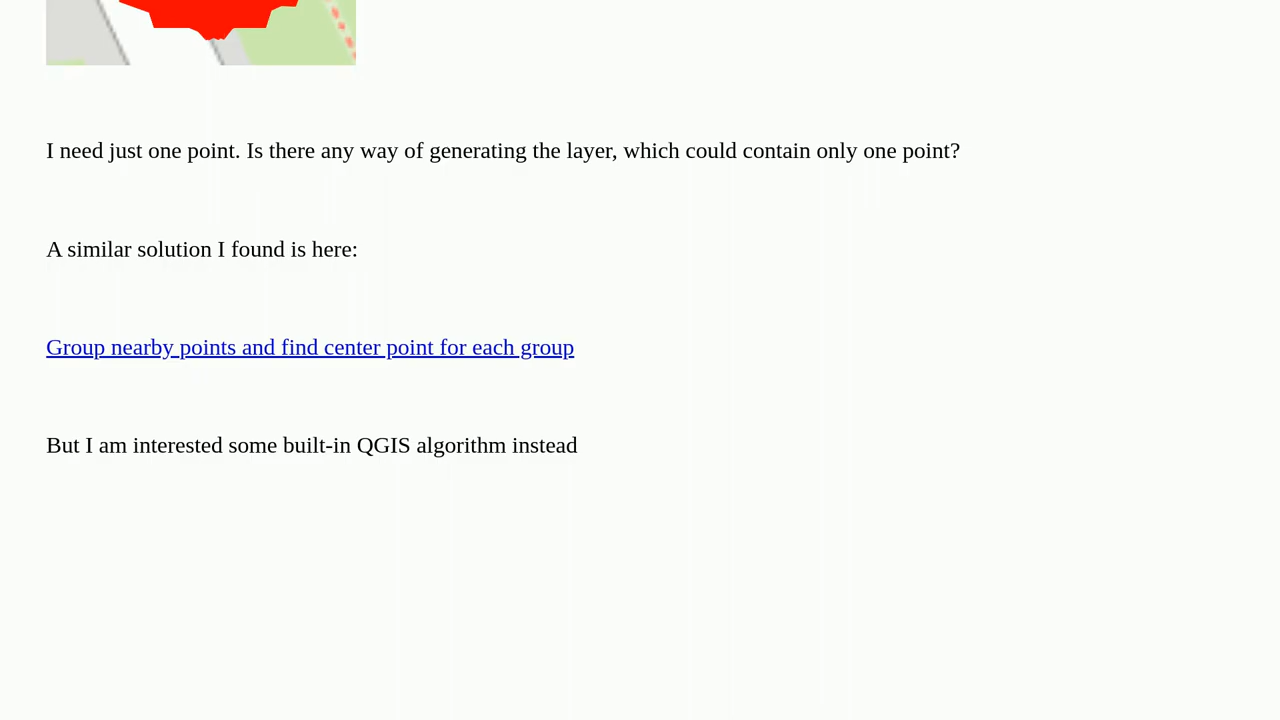 I need just one point. Is there any way of generating the layer, which could contain only one point?
A similar solution I found is here:
Group nearby points and find center point for each group
But I am interested some built-in QGIS algorithm instead